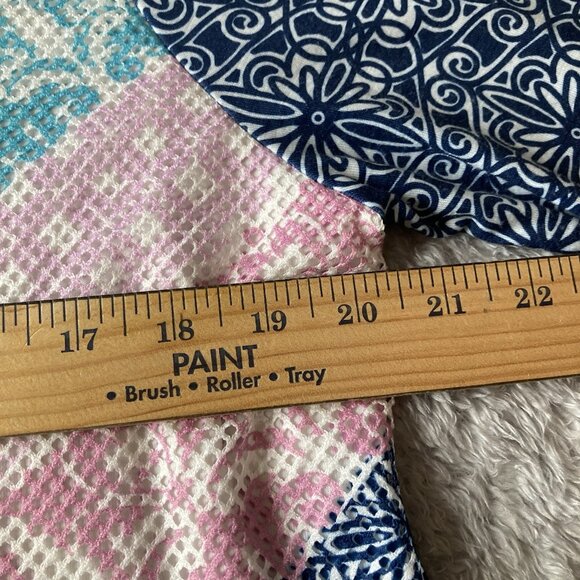 17 18 19 20 21 22
PAINT
• Brush • Roller • Tray